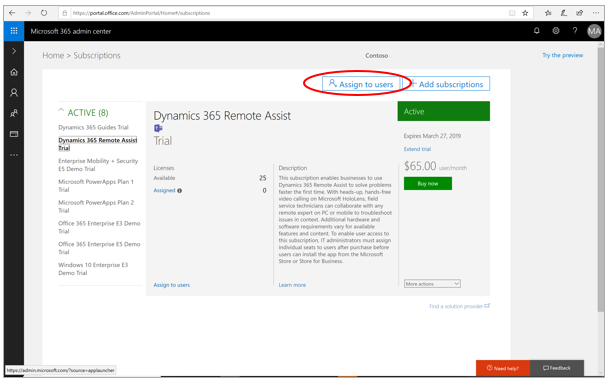 https://portal.office.com/AdminPortal/Home#/subscriptions
Microsoft 365 admin center
MA
Home > Subscriptions
Contoso
Try the preview
Assign to users
+ Add subscriptions
ACTIVE (8)
Dynamics 365 Guides Trial
Dynamics 365 Remote Assist
Trial
Enterprise Mobility + Security
E5 Demo Trial
Microsoft PowerApps Plan 1
Trial
Microsoft PowerApps Plan 2
Trial
Office 365 Enterprise E3 Demo
Trial
Office 365 Enterprise E5 Demo
Trial
Windows 10 Enterprise E3
Demo Trial
Dynamics 365 Remote Assist
Trial
Licenses
Available 25
Assigned 0
Assign to users
Description
This subscription enables businesses to use
Dynamics 365 Remote Assist to solve problems
faster the first time. With heads-up, hands-free
video calling on Microsoft HoloLens, field
service technicians can collaborate with any
remote expert on PC or mobile to troubleshoot
issues in context. Additional hardware and
software requirements vary for available
features and content. To enable user access to
this subscription, IT administrators must assign
individual seats to users after purchase before
users can install the app from the Microsoft
Store or Store for Business.
Learn more
Active
Expires March 27, 2019
Extend trial
$65.00 user/month
Buy now
More actions
Find a solution provider
https://admin.microsoft.com/?source=applauncher
Need help?
Feedback